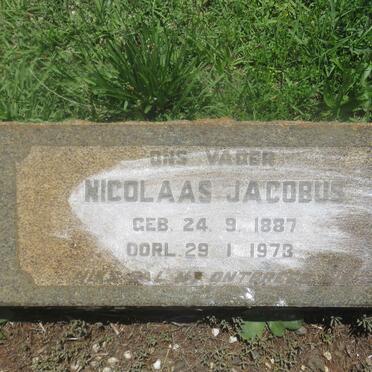 ONS VADER
NICOLAAS JACOBUS
GEB. 24. 9. 1887
OORL. 29. 1. 1973